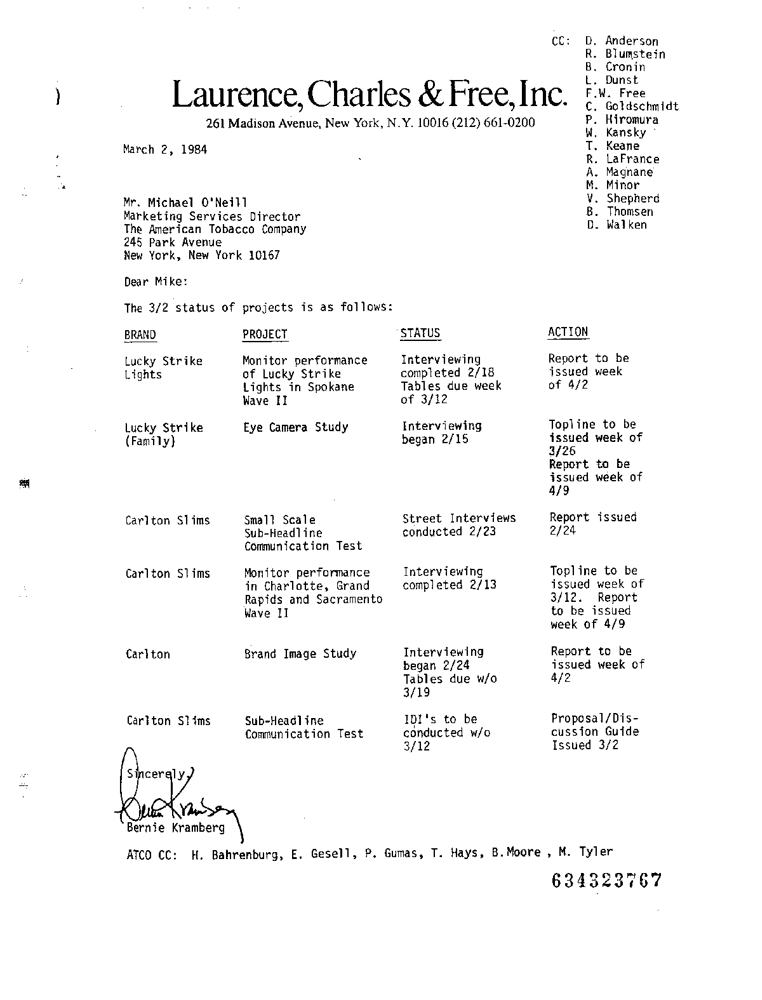 CC: D. Anderson
R. Blumstein
B. Cronin
L. Dunst
F.W. Free
C. Goldschmidt
P. Hiromura
W. Kansky
T. Keane
R. LaFrance
A. Magnane
M. Minor
V. Shepherd
B. Thomsen
D. Walken
Laurence, Charles & Free, Inc.
261 Madison Avenue, New York, N.Y. 10016 (212) 661-0200
March 2, 1984
Mr. Michael O'Neill
Marketing Services Director
The American Tobacco Company
245 Park Avenue
New York, New York 10167
Dear Mike:
The 3/2 status of projects is as follows:
BRAND PROJECT STATUS ACTION
Lucky Strike Monitor performance Interviewing Report to be
Lights of Lucky Strike completed 2/18 issued week
Lights in Spokane Tables due week of 4/2
Wave II of 3/12
Lucky Strike Eye Camera Study Interviewing Topline to be
(Family) began 2/15 issued week of
3/26
Report to be
issued week of
4/9
Carlton Slims Small Scale Street Interviews Report issued
Sub-Headline conducted 2/23 2/24
Communication Test
Carlton Slims Monitor performance Interviewing Topline to be
in Charlotte, Grand completed 2/13 issued week of
Rapids and Sacramento 3/12. Report
Wave II to be issued
week of 4/9
Carlton Brand Image Study Interviewing Report to be
began 2/24 issued week of
Tables due w/o 4/2
3/19
Carlton Slims Sub-Headline IDI's to be Proposal/Dis-
Communication Test conducted w/o cussion Guide
3/12 Issued 3/2
Sincerely,
Bernie Kramberg
Bernie Kramberg
ATCO CC: H. Bahrenburg, E. Gesell, P. Gumas, T. Hays, B.Moore , M. Tyler
634323767